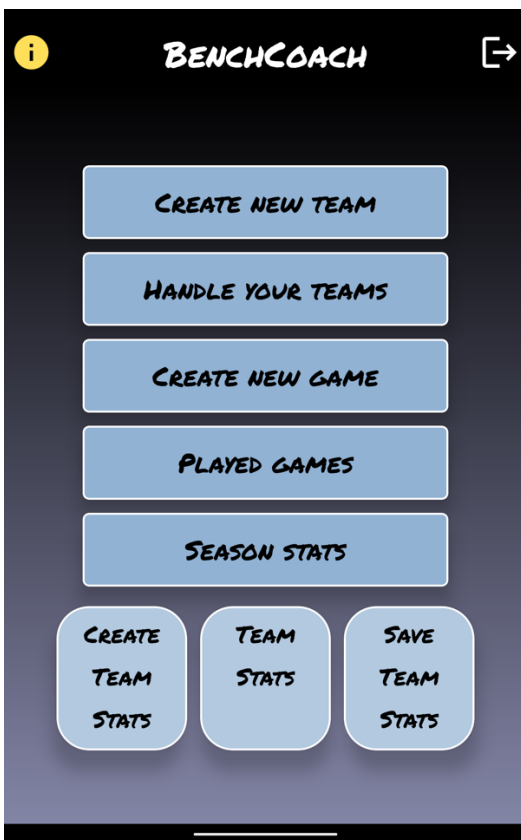 i
BenchCoach
Create new team
Handle your teams
Create new game
Played games
Season stats
Create
Team
Stats
Team
Stats
Save
Team
Stats